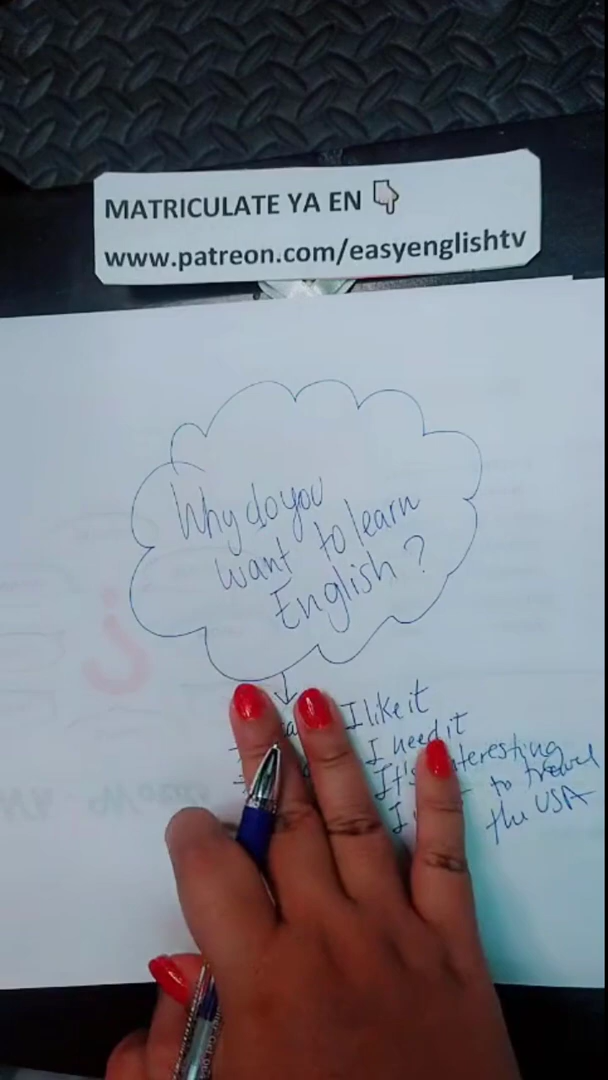 MATRICULATE YA EN
www.patreon.com/easyenglishtv
Why do you
want to learn
English?
I like it
I need it
It's interesting
I to travel
the USA